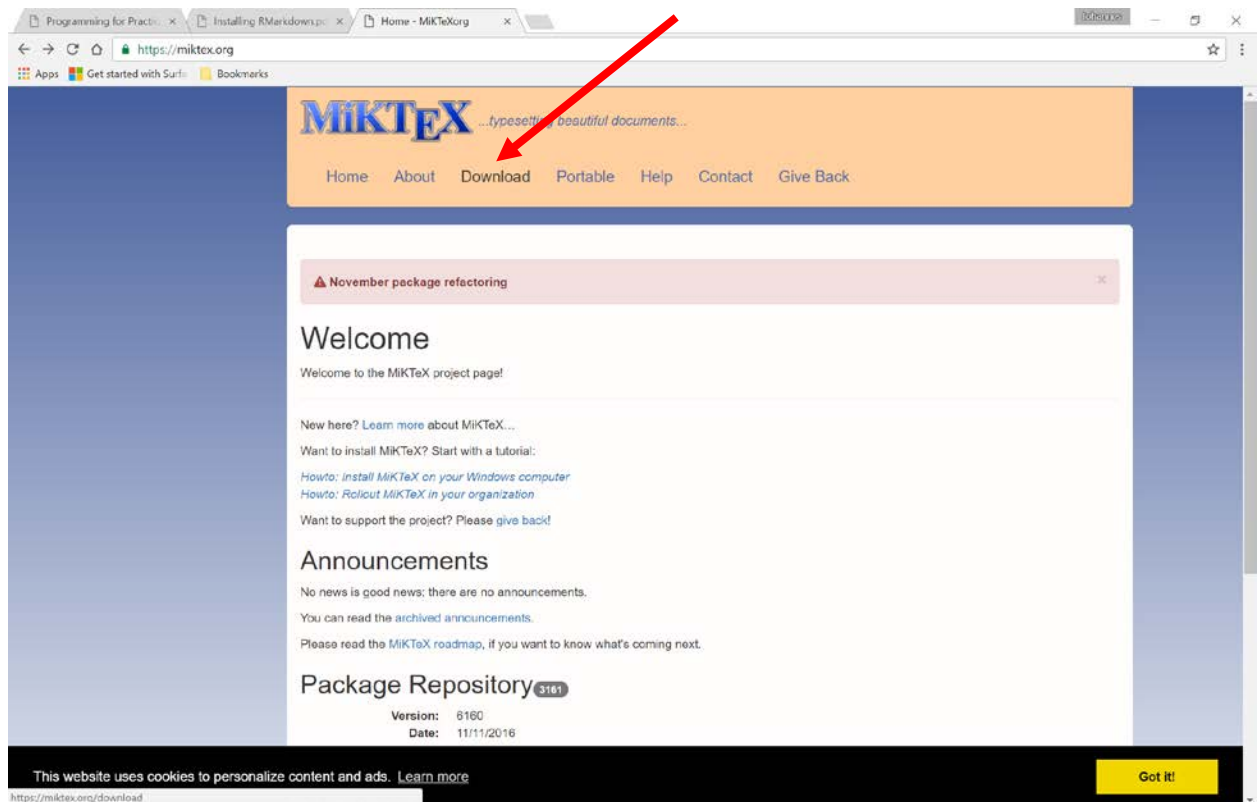 Programming for Practic
Installing RMarkdown.pc
Home - MiKTeXorg
https://miktex.org
Apps
Get started with Surf
Bookmarks
MiKTeX ...typesetting beautiful documents...
Home About Download Portable Help Contact Give Back
November package refactoring
Welcome
Welcome to the MiKTeX project page!
New here? Learn more about MiKTeX...
Want to install MiKTeX? Start with a tutorial:
Howto: Install MiKTeX on your Windows computer
Howto: Rollout MiKTeX in your organization
Want to support the project? Please give back!
Announcements
No news is good news: there are no announcements.
You can read the archived announcements.
Please read the MiKTeX roadmap, if you want to know what's coming next.
Package Repository 3161
Version: 6160
Date: 11/11/2016
This website uses cookies to personalize content and ads. Learn more
Got it!
https://miktex.org/download